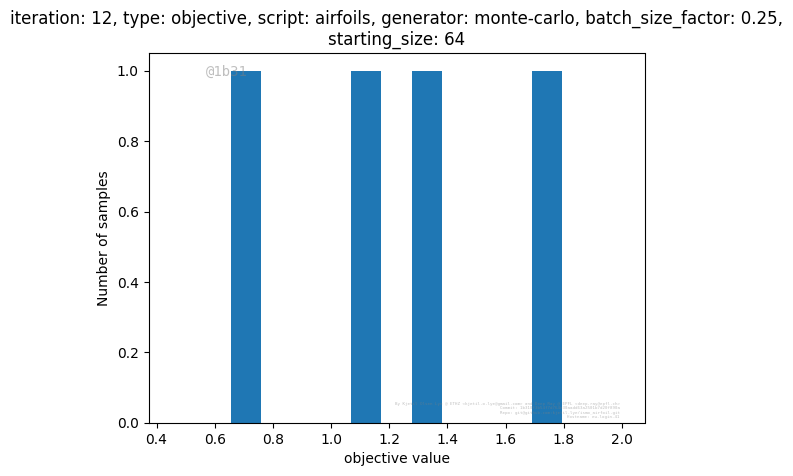 iteration: 12, type: objective, script: airfoils, generator: monte-carlo, batch_size_factor: 0.25,
starting_size: 64
@1b31
1.0
0.8
0.6
0.4
0.2
0.0
Number of samples
0.4 0.6 0.8 1.0 1.2 1.4 1.6 1.8 2.0
objective value